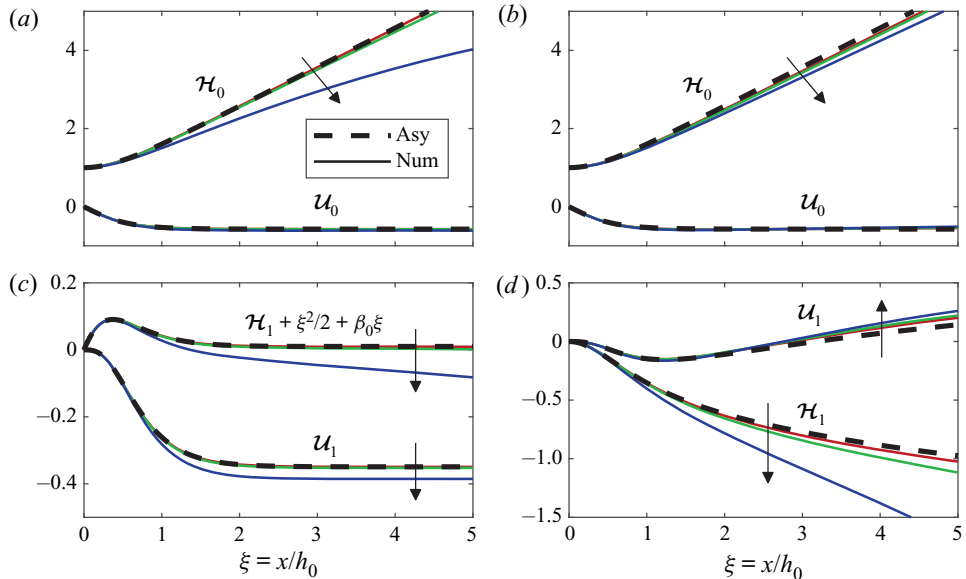 (a)
4
2
0
H₀
U₀
Asy
Num
(b)
4
2
0
H₀
U₀
(c)
0.2
0
−0.2
−0.4
H₁ + ξ²/2 + β₀ξ
U₁
0 1 2 3 4 5
ξ = x/h₀
(d)
0.5
0
−0.5
−1.0
−1.5
U₁
H₁
0 1 2 3 4 5
ξ = x/h₀